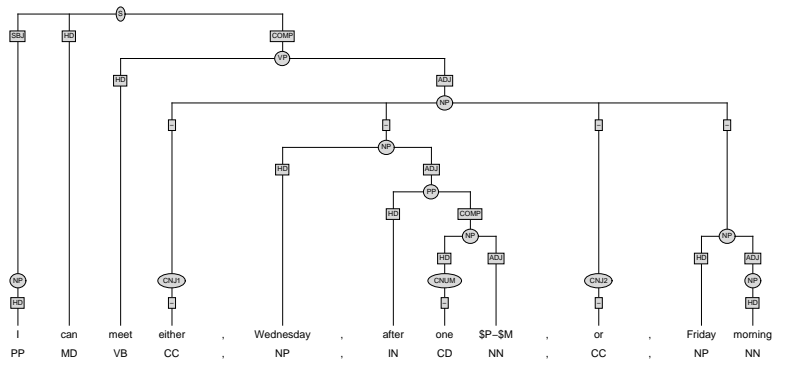 S
SBJ HD COMP
VP
HD ADJ
NP
– – – –
NP
HD ADJ
PP
HD COMP
NP NP
HD ADJ HD ADJ
NP CNJ1 CNUM CNJ2 NP
HD – – – HD
I can meet either , Wednesday , after one $P–$M , or , Friday morning
PP MD VB CC , NP , IN CD NN , CC , NP NN